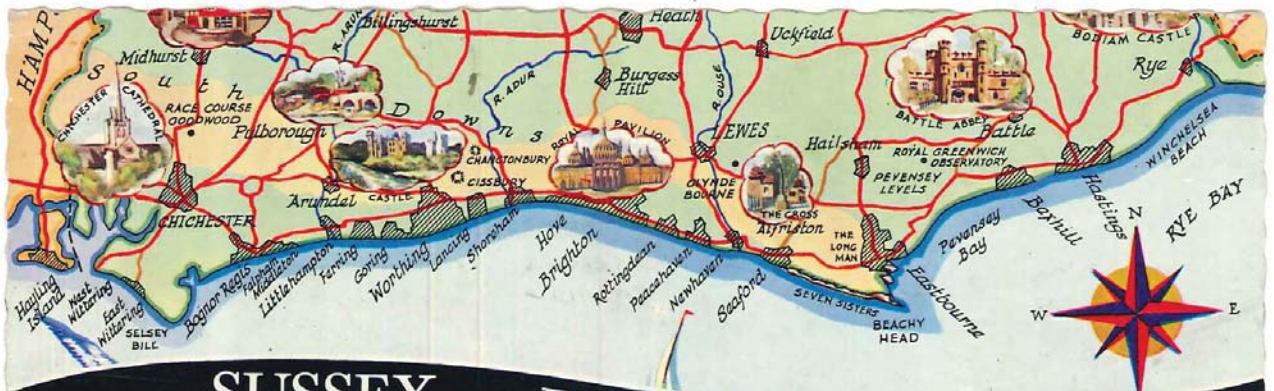 HAMP.
Midhurst
Billingshurst
R. ARUN
Heath
Uckfield
BODIAM CASTLE
Rye
South Downs
CHICHESTER CATHEDRAL
RACE COURSE
GOODWOOD
Pulborough
R. ADUR
Burgess
Hill
R. OUSE
BATTLE ABBEY
Battle
WINCHELSEA
BEACH
CHANCTONBURY
CISSBURY
ROYAL PAVILION
LEWES
Hailsham
ROYAL GREENWICH
OBSERVATORY
PEVENSEY
LEVELS
CHICHESTER
Arundel
CASTLE
GLYNDE
BOURNE
THE CROSS
Alfriston
THE
LONG
MAN
Hayling
Island
West
Wittering
East
Wittering
SELSEY
BILL
Bognor Regis
Felpham
Middleton
Littlehampton
Ferring
Goring
Worthing
Lancing
Shoreham
Hove
Brighton
Rottingdean
Peacehaven
Newhaven
Seaford
SEVEN SISTERS
BEACHY
HEAD
Eastbourne
Pevensey
Bay
Bexhill
Hastings
RYE BAY
N
W
E
SUSSEX